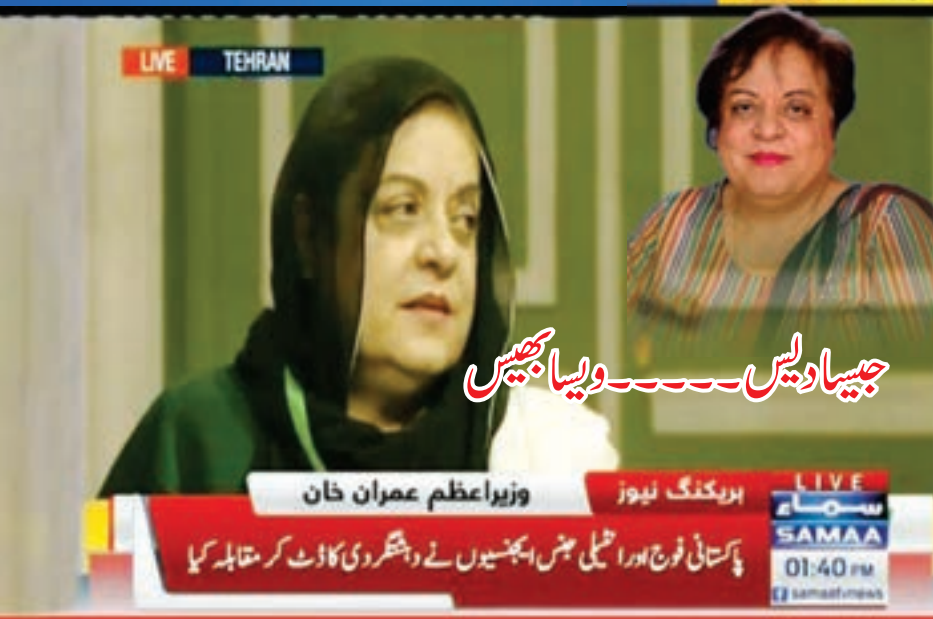 LIVE TEHRAN
جیسا دیس۔۔۔۔۔ویسا بھیس
وزیراعظم عمران خان
بریکنگ نیوز
پاکستانی فوج اور انٹیلی جنس ایجنسیوں نے دہشتگردی کا ڈٹ کر مقابلہ کیا
LIVE
سماء
SAMAA
01:40 PM
samaatvnews